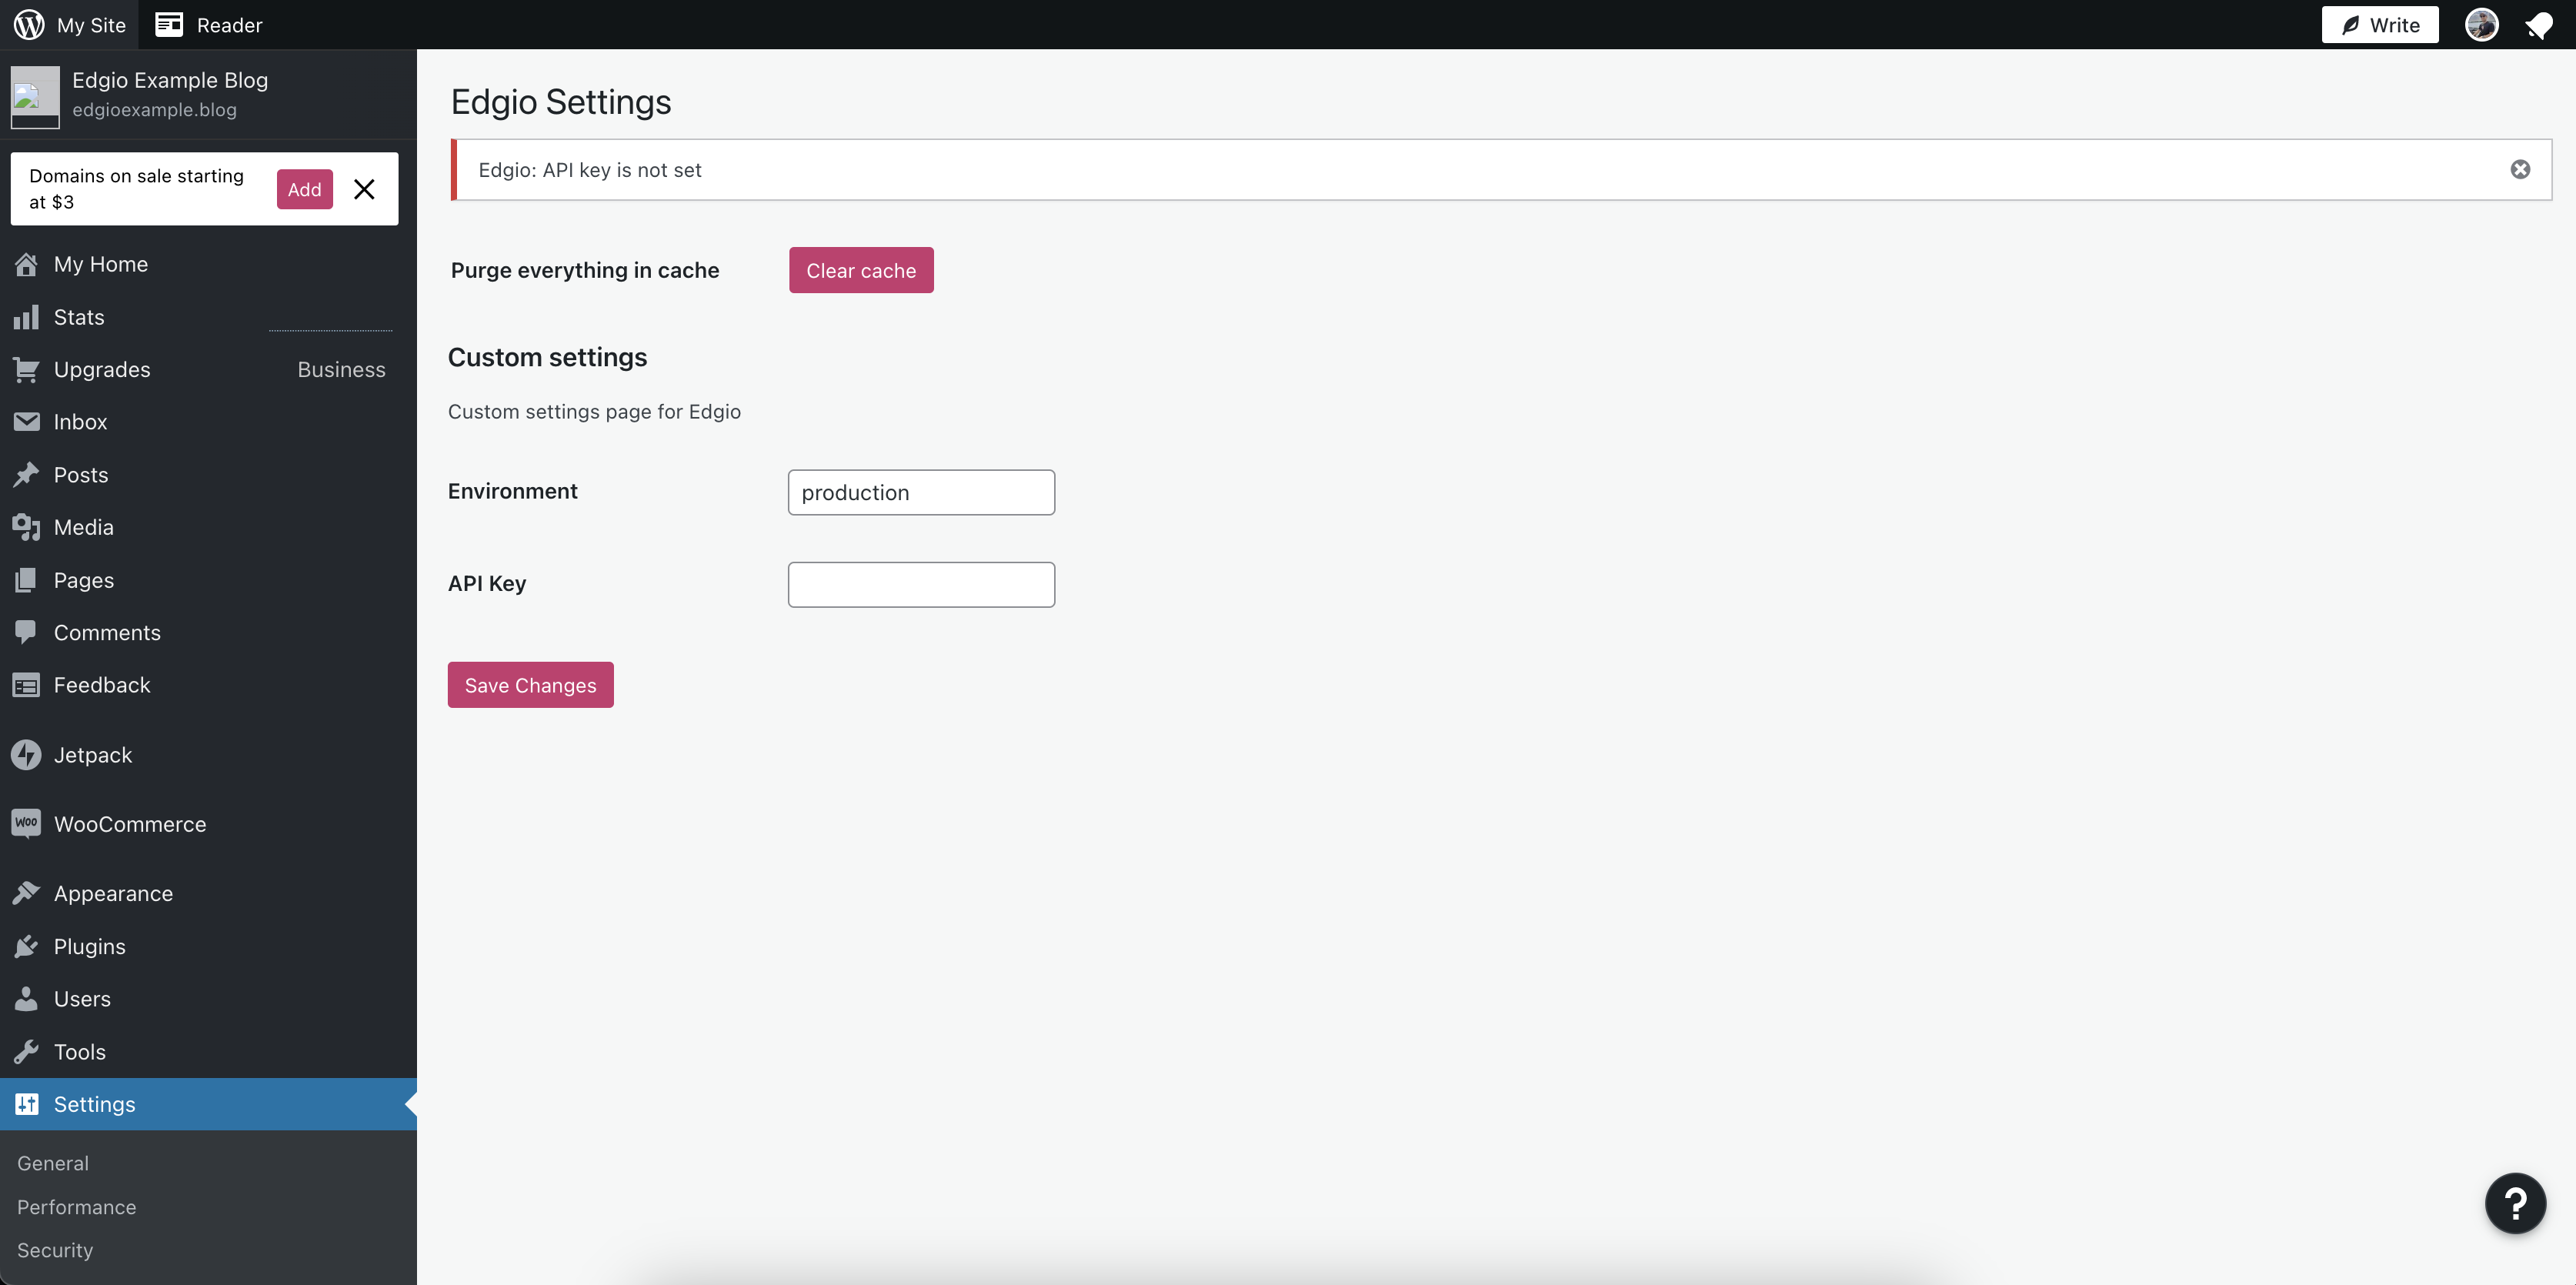 My Site
Reader
Write
Edgio Example Blog
edgioexample.blog
Domains on sale starting
at $3
Add
My Home
Stats
Upgrades
Business
Inbox
Posts
Media
Pages
Comments
Feedback
Jetpack
Woo
WooCommerce
Appearance
Plugins
Users
Tools
Settings
General
Performance
Security
Edgio Settings
Edgio: API key is not set
Purge everything in cache
Clear cache
Custom settings
Custom settings page for Edgio
Environment
production
API Key
Save Changes
?